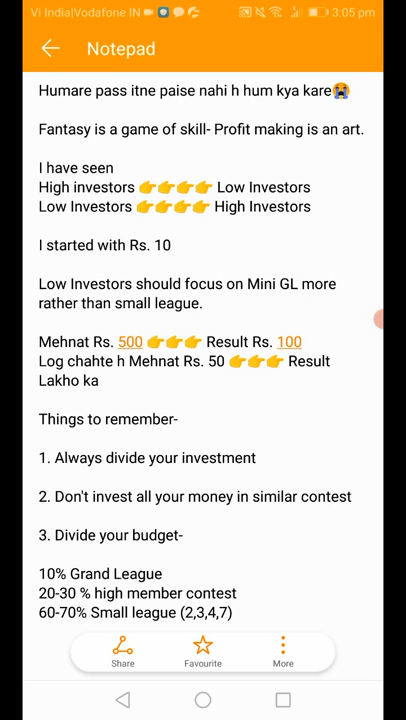 Vi India|Vodafone IN
3:05 pm
Notepad
Humare pass itne paise nahi h hum kya kare😭
Fantasy is a game of skill- Profit making is an art.
I have seen
High investors 👉👉👉👉 Low Investors
Low Investors 👉👉👉👉 High Investors
I started with Rs. 10
Low Investors should focus on Mini GL more
rather than small league.
Mehnat Rs. 500 👉👉👉 Result Rs. 100
Log chahte h Mehnat Rs. 50 👉👉👉 Result
Lakho ka
Things to remember-
1. Always divide your investment
2. Don't invest all your money in similar contest
3. Divide your budget-
10% Grand League
20-30 % high member contest
60-70% Small league (2,3,4,7)
Share
Favourite
More